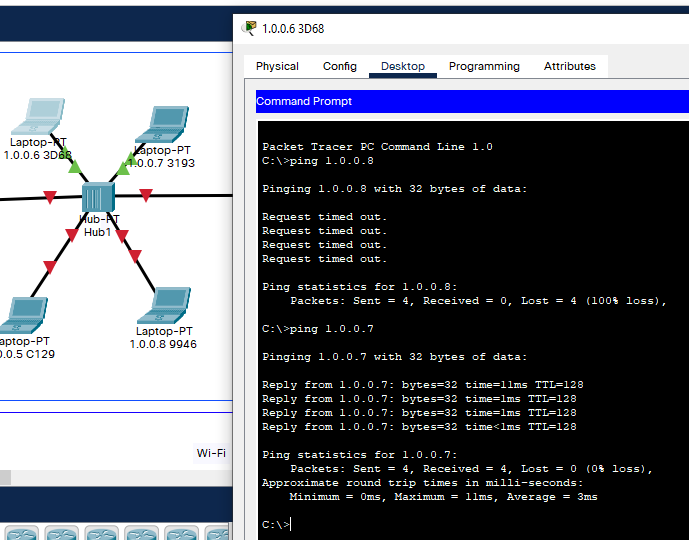 1.0.0.6 3D68
Physical Config Desktop Programming Attributes
Command Prompt
Packet Tracer PC Command Line 1.0
C:\>ping 1.0.0.8
Pinging 1.0.0.8 with 32 bytes of data:
Request timed out.
Request timed out.
Request timed out.
Request timed out.
Ping statistics for 1.0.0.8:
Packets: Sent = 4, Received = 0, Lost = 4 (100% loss),
C:\>ping 1.0.0.7
Pinging 1.0.0.7 with 32 bytes of data:
Reply from 1.0.0.7: bytes=32 time=11ms TTL=128
Reply from 1.0.0.7: bytes=32 time=1ms TTL=128
Reply from 1.0.0.7: bytes=32 time=1ms TTL=128
Reply from 1.0.0.7: bytes=32 time<1ms TTL=128
Ping statistics for 1.0.0.7:
Packets: Sent = 4, Received = 4, Lost = 0 (0% loss),
Approximate round trip times in milli-seconds:
Minimum = 0ms, Maximum = 11ms, Average = 3ms
C:\>
Laptop-PT
1.0.0.6 3D68
Laptop-PT
1.0.0.7 3193
Hub-PT
Hub1
aptop-PT
.0.0.5 C129
Laptop-PT
1.0.0.8 9946
Wi-Fi